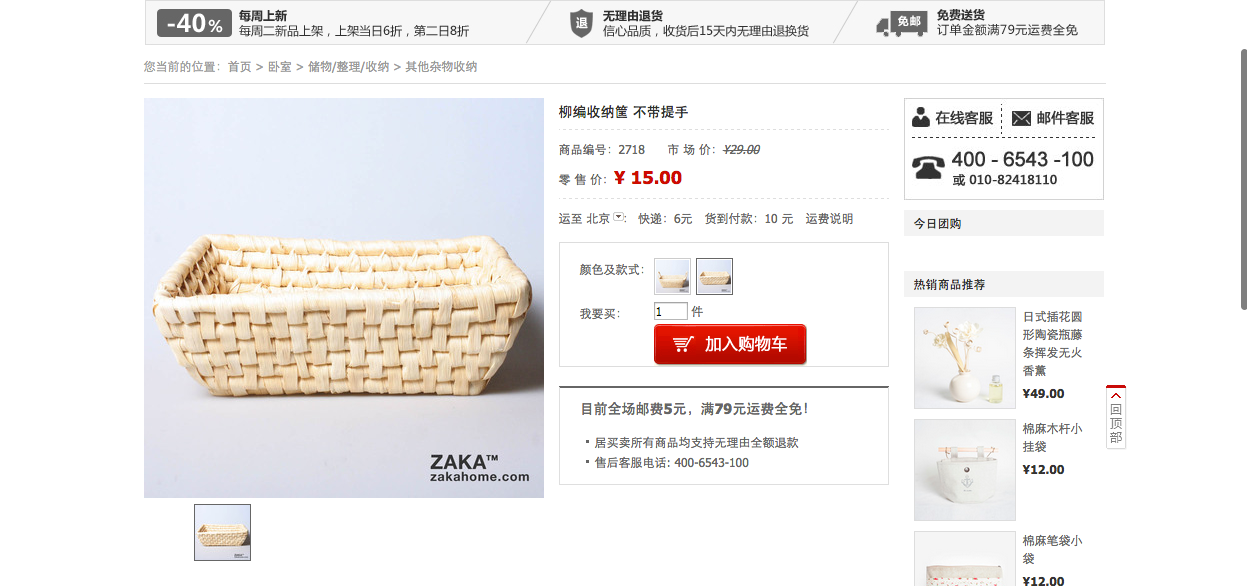 -40%
每周上新
每周二新品上架，上架当日6折，第二日8折
退
无理由退货
信心品质，收货后15天内无理由退换货
免邮
免费送货
订单金额满79元运费全免
您当前的位置：首页 > 卧室 > 储物/整理/收纳 > 其他杂物收纳
ZAKA™
zakahome.com
柳编收纳筐 不带提手
商品编号：2718 市 场 价：¥29.00
零 售 价：¥ 15.00
运至 北京 ： 快递：6元 货到付款：10 元 运费说明
颜色及款式：
我要买： 1 件
加入购物车
目前全场邮费5元，满79元运费全免！
居买卖所有商品均支持无理由全额退款
售后客服电话: 400-6543-100
在线客服 邮件客服
400 - 6543 -100
或 010-82418110
今日团购
热销商品推荐
日式插花圆
形陶瓷瓶藤
条挥发无火
香薰
¥49.00
棉麻木杆小
挂袋
¥12.00
棉麻笔袋小
袋
¥12.00
回
顶
部